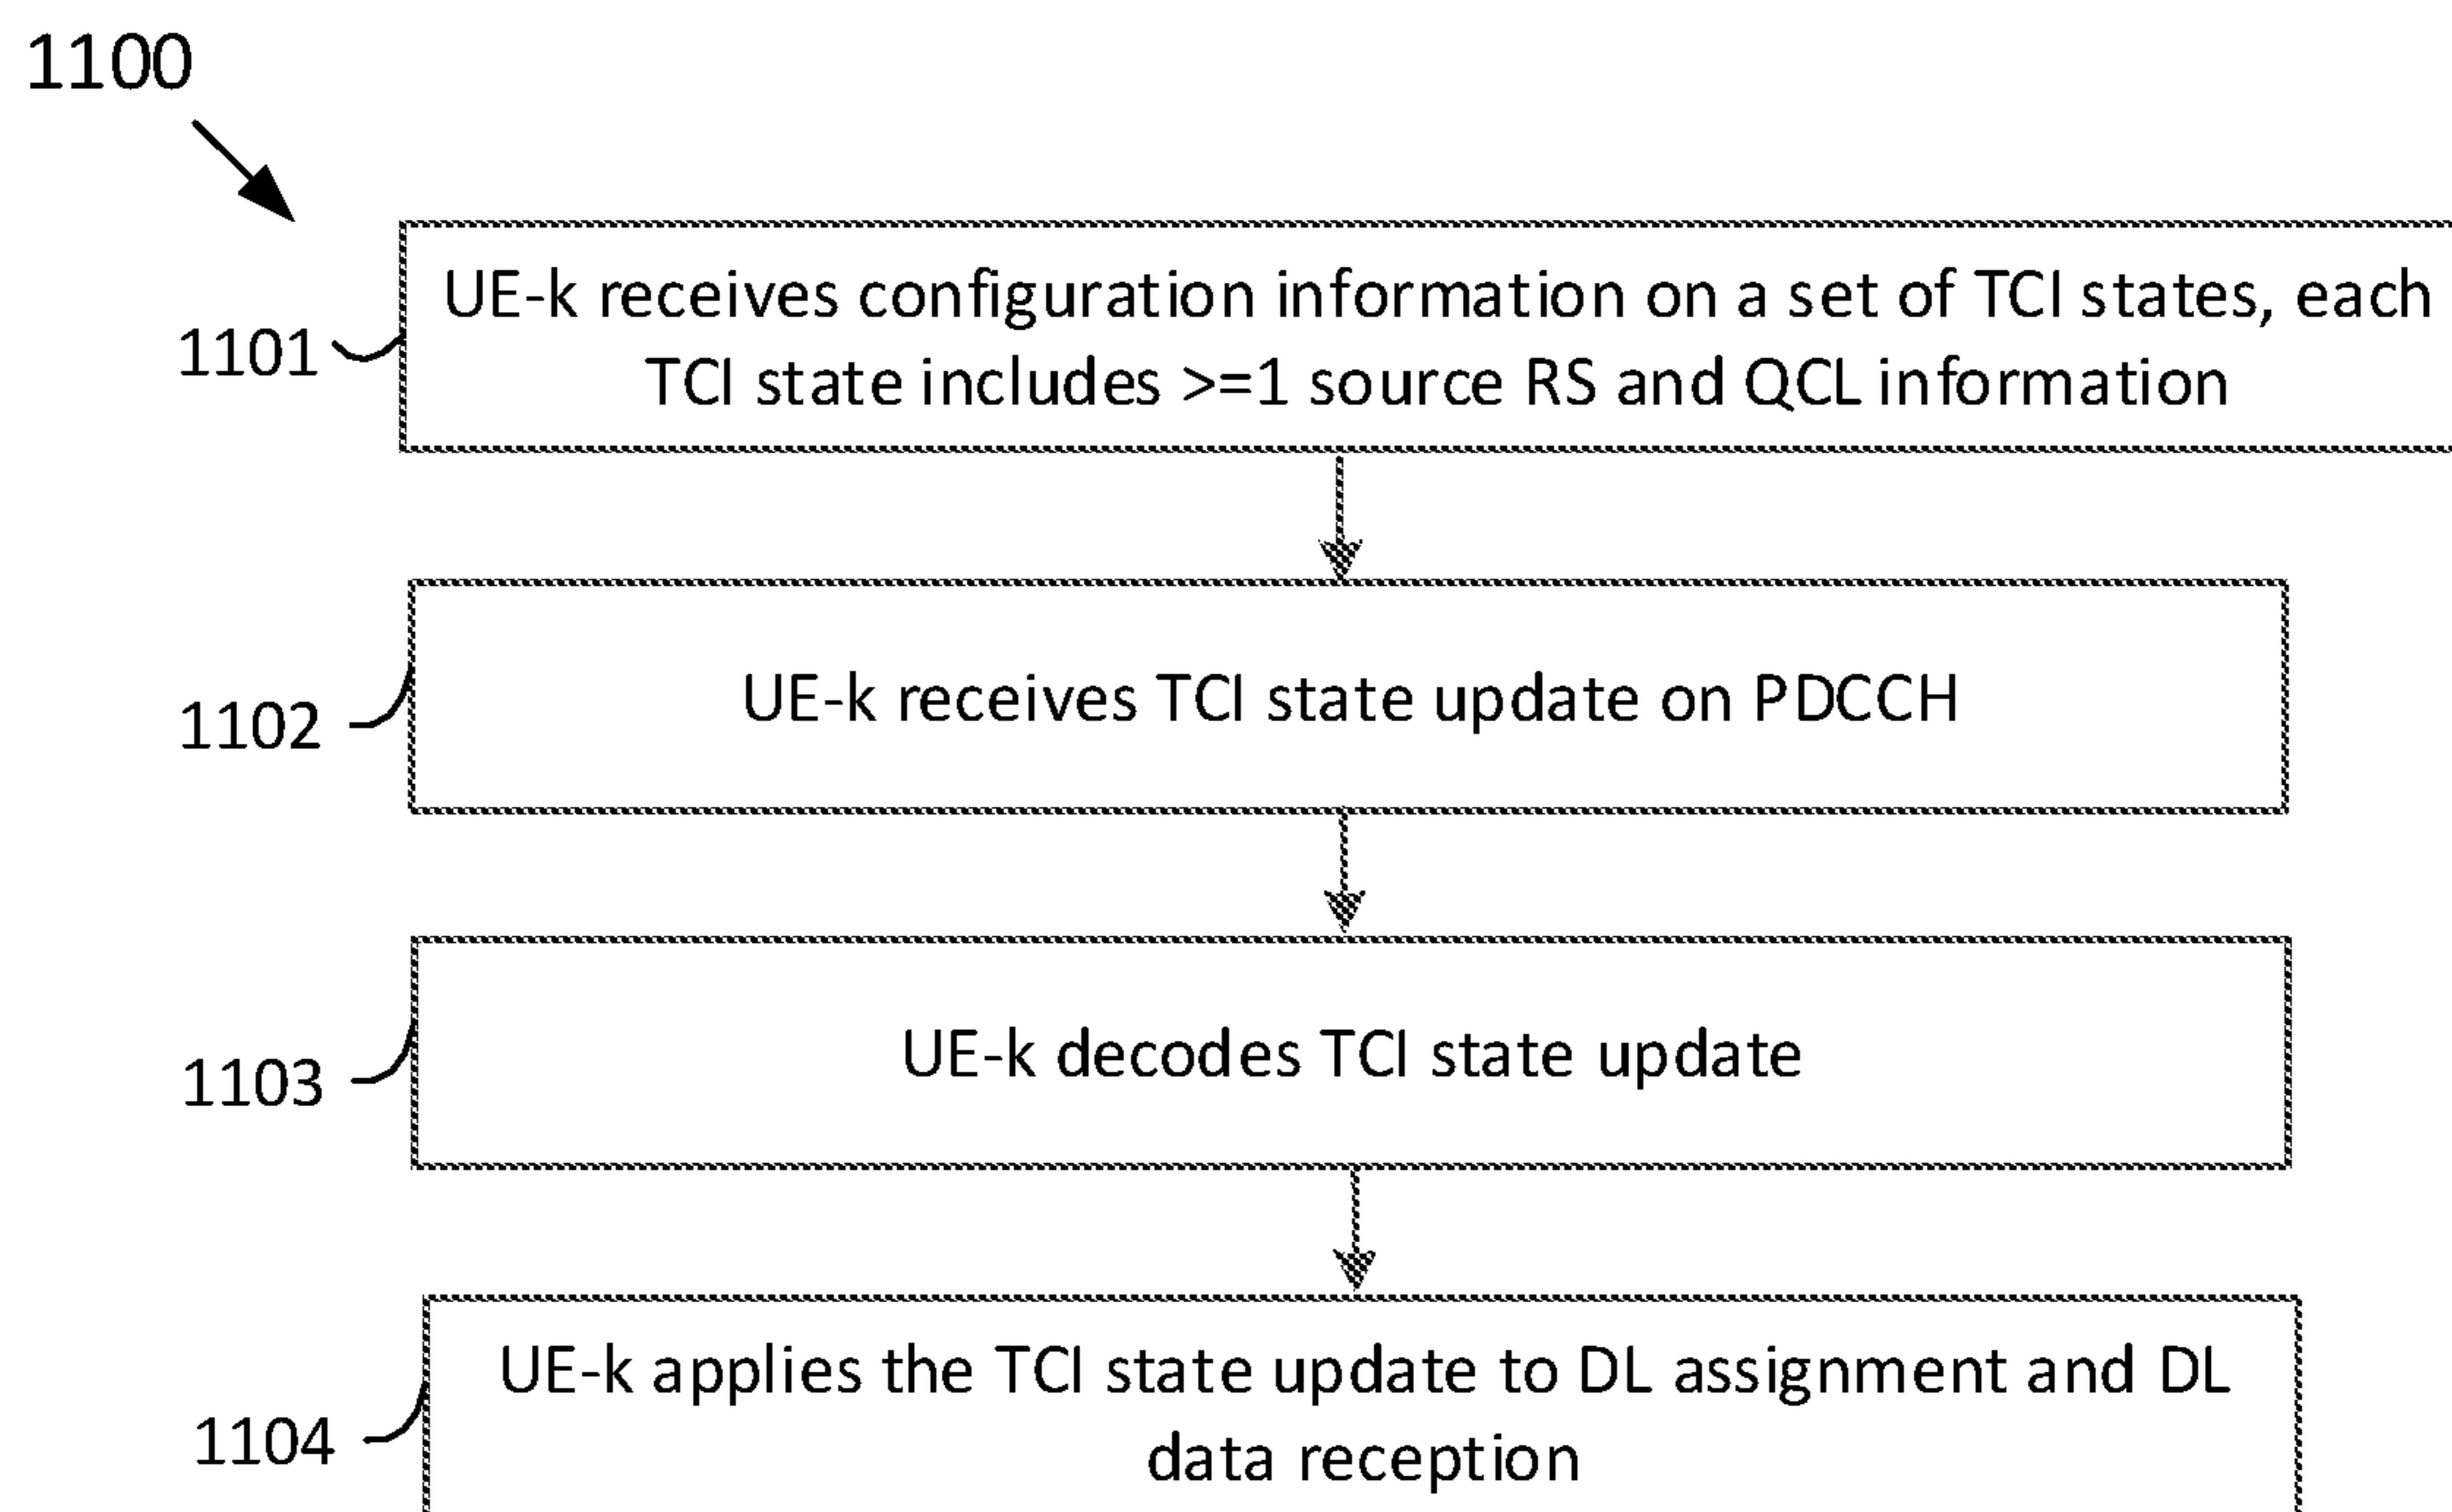 1100
UE-k receives configuration information on a set of TCI states, each
TCI state includes >=1 source RS and QCL information
1101
UE-k receives TCI state update on PDCCH
1102
UE-k decodes TCI state update
1103
UE-k applies the TCI state update to DL assignment and DL
data reception
1104